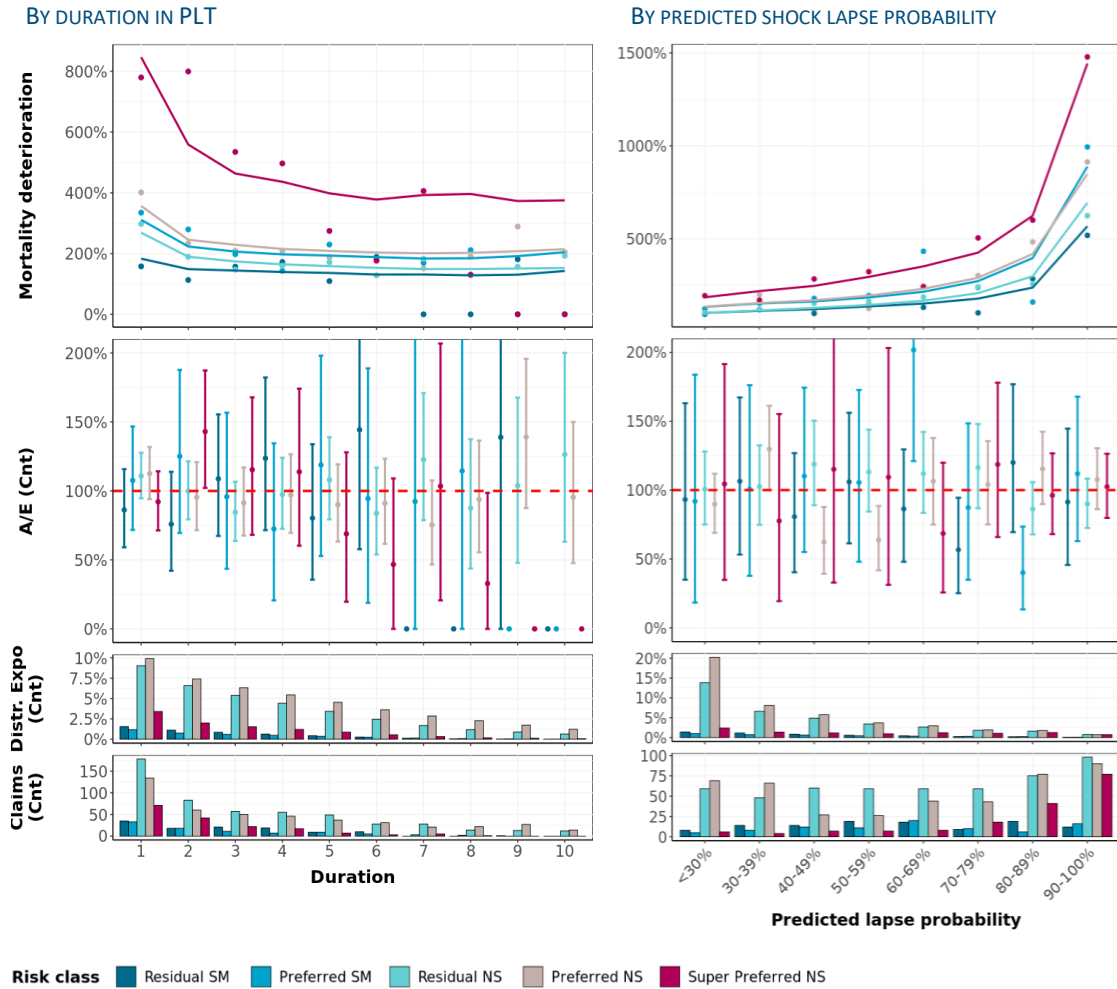 BY DURATION IN PLT
BY PREDICTED SHOCK LAPSE PROBABILITY
Mortality deterioration
800%
600%
400%
200%
0%
1500%
1000%
500%
A/E (Cnt)
200%
150%
100%
50%
0%
200%
150%
100%
50%
0%
Distr. Expo
(Cnt)
10%
7.5%
5%
2.5%
0%
20%
15%
10%
5%
0%
Claims
(Cnt)
150
100
50
0
100
75
50
25
0
1 2 3 4 5 6 7 8 9 10
Duration
<30% 30-39% 40-49% 50-59% 60-69% 70-79% 80-89% 90-100%
Predicted lapse probability
Risk class Residual SM Preferred SM Residual NS Preferred NS Super Preferred NS